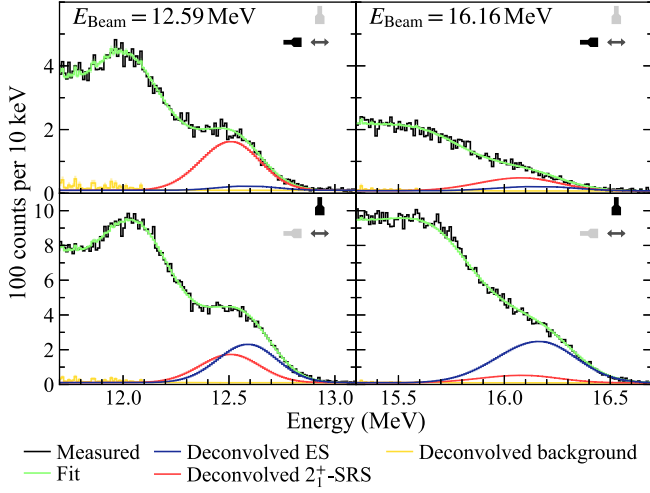 E_Beam = 12.59 MeV
E_Beam = 16.16 MeV
100 counts per 10 keV
4
2
0
10
8
6
4
2
0
12.0
12.5
13.0
15.5
16.0
16.5
Energy (MeV)
Measured
Deconvolved ES
Deconvolved background
Fit
Deconvolved 2₁⁺-SRS